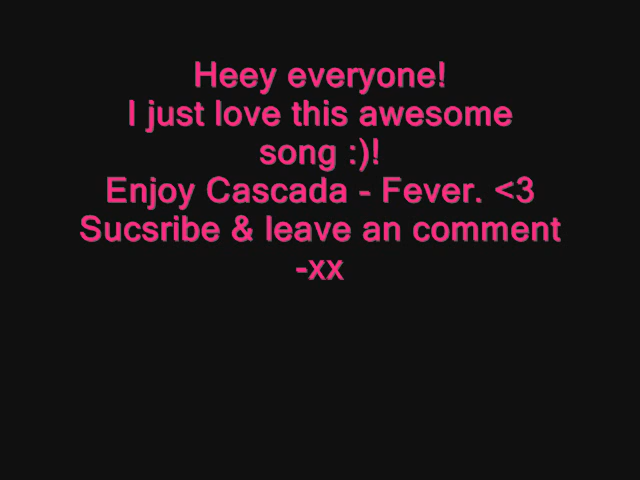 Heey everyone!
I just love this awesome
song :)!
Enjoy Cascada - Fever. <3
Sucsribe & leave an comment
-xx